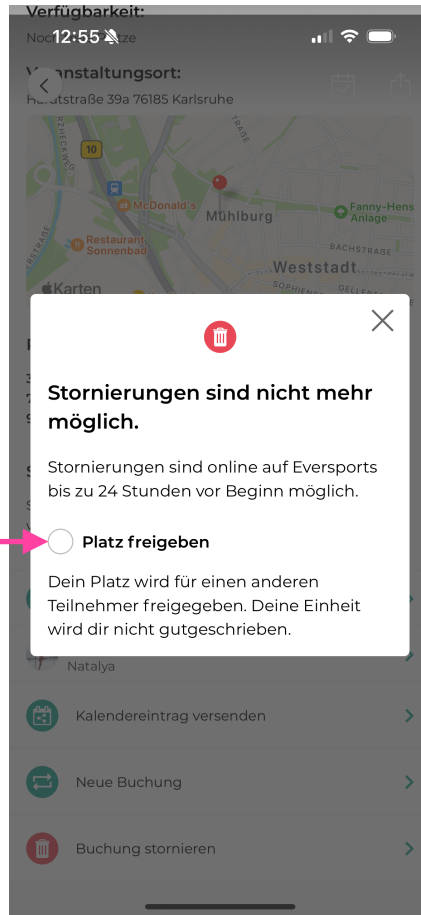 Verfügbarkeit:
12:55
Veranstaltungsort:
Hardtstraße 39a 76185 Karlsruhe
10
McDonald's
Mühlburg
Fanny-Hens
Anlage
Restaurant
Sonnenbad
BACHSTRAßE
Weststadt
GELLER
Karten
Stornierungen sind nicht mehr
möglich.
Stornierungen sind online auf Eversports
bis zu 24 Stunden vor Beginn möglich.
Platz freigeben
Dein Platz wird für einen anderen
Teilnehmer freigegeben. Deine Einheit
wird dir nicht gutgeschrieben.
Natalya
Kalendereintrag versenden
Neue Buchung
Buchung stornieren